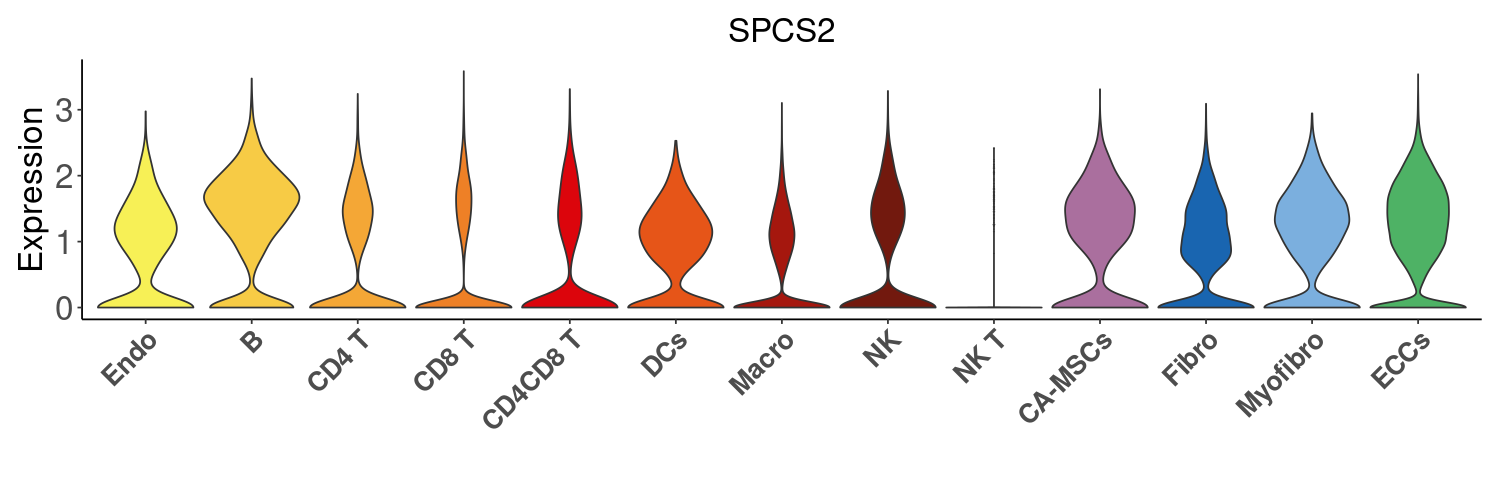 SPCS2
Expression
3
2
1
0
Endo
B
CD4 T
CD8 T
CD4CD8 T
DCs
Macro
NK
NK T
CA-MSCs
Fibro
Myofibro
ECCs